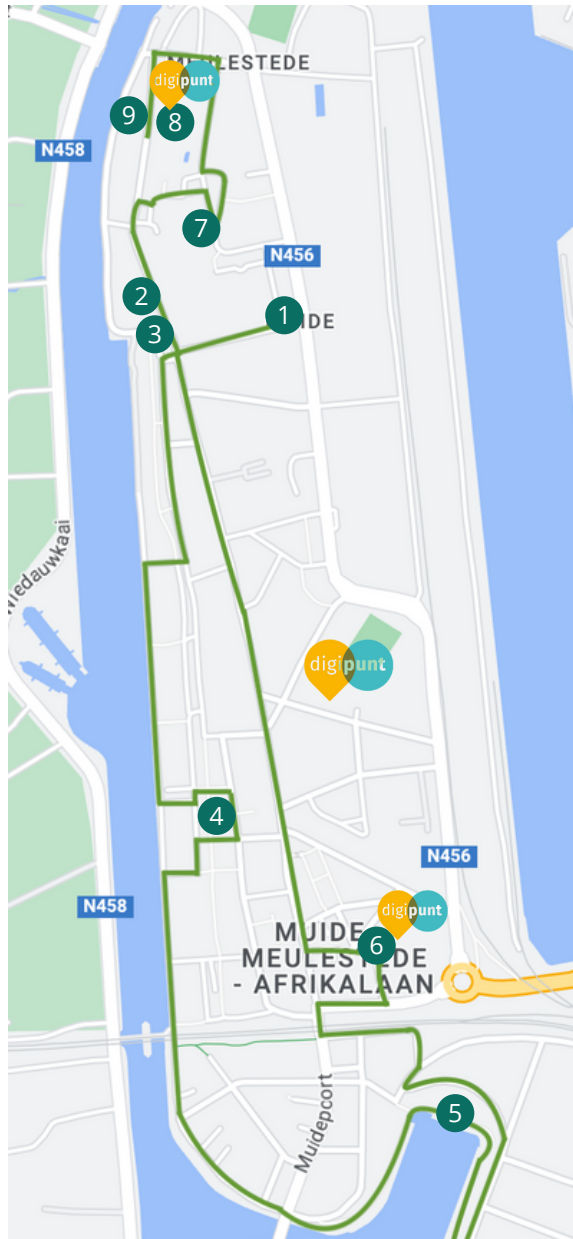 MEULESTEDE
digipunt
9
8
N458
7
N456
2
1
3
Wiedauwkaai
digipunt
4
N456
N458
digipunt
MUIDE -
6
MEULESTEDE
- AFRIKALAAN
5
Muidepoort